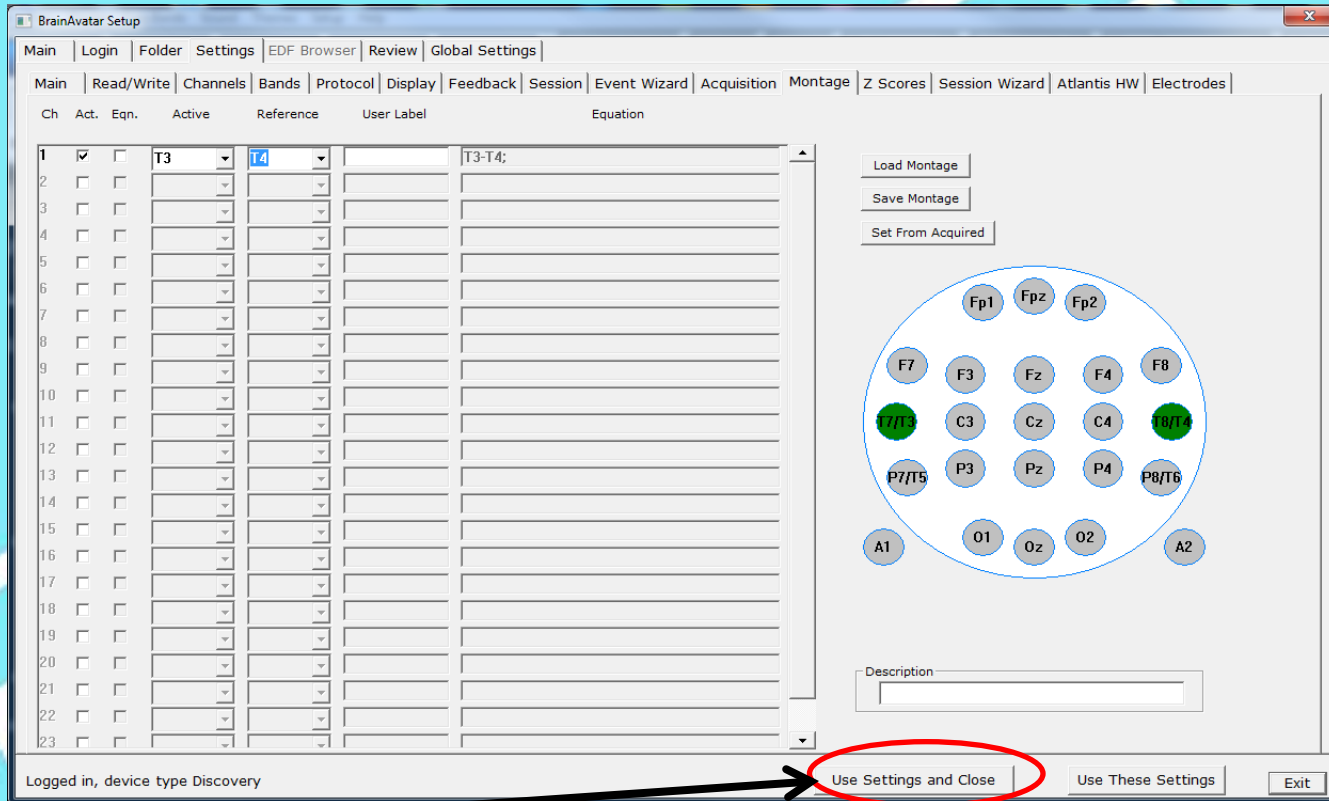 BrainAvatar Setup
x
Main Login Folder Settings EDF Browser Review Global Settings
Main Read/Write Channels Bands Protocol Display Feedback Session Event Wizard Acquisition Montage Z Scores Session Wizard Atlantis HW Electrodes
Ch Act. Eqn. Active Reference User Label Equation
1 T3 T4 T3-T4;
2
3
4
5
6
7
8
9
10
11
12
13
14
15
16
17
18
19
20
21
22
23
Load Montage
Save Montage
Set From Acquired
Fp1 Fpz Fp2
F7 F3 Fz F4 F8
T7/T3 C3 Cz C4 T8/T4
P7/T5 P3 Pz P4 P8/T6
A1 O1 Oz O2 A2
Description
Logged in, device type Discovery
Use Settings and Close
Use These Settings
Exit